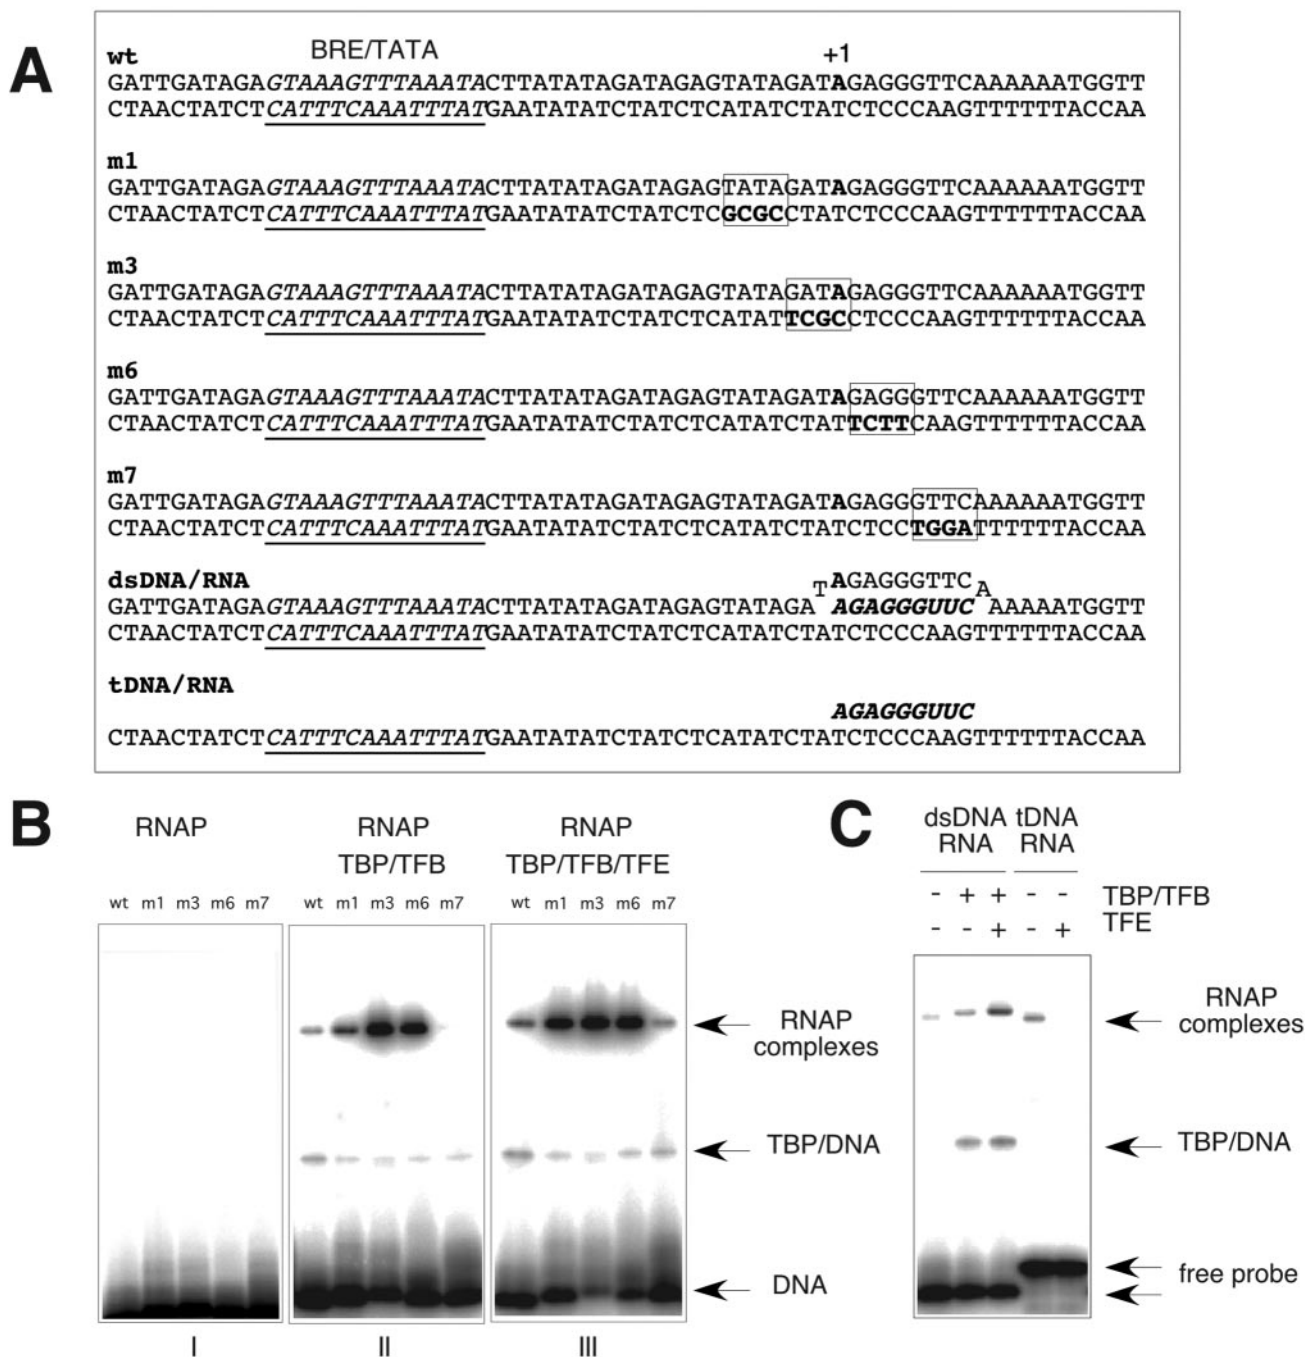 A
BRE/TATA
wt +1
GATTGATAGAGTAAAGTTTAAATACTTATATAGATAGAGTATAGATAGAGGGTTCAAAAAATGGTT
CTAACTATCTCATTTCAAATTTATGAATATATCTATCTCATATCTATCTCCCAAGTTTTTTACCAA
m1
GATTGATAGAGTAAAGTTTAAATACTTATATAGATAGAGTATAGATAGAGGGTTCAAAAAATGGTT
CTAACTATCTCATTTCAAATTTATGAATATATCTATCTCGCGCCTATCTCCCAAGTTTTTTACCAA
m3
GATTGATAGAGTAAAGTTTAAATACTTATATAGATAGAGTATAGATAGAGGGTTCAAAAAATGGTT
CTAACTATCTCATTTCAAATTTATGAATATATCTATCTCATATTCGCCTCCCAAGTTTTTTACCAA
m6
GATTGATAGAGTAAAGTTTAAATACTTATATAGATAGAGTATAGATAGAGGGTTCAAAAAATGGTT
CTAACTATCTCATTTCAAATTTATGAATATATCTATCTCATATCTATTCTTCAAGTTTTTTACCAA
m7
GATTGATAGAGTAAAGTTTAAATACTTATATAGATAGAGTATAGATAGAGGGTTCAAAAAATGGTT
CTAACTATCTCATTTCAAATTTATGAATATATCTATCTCATATCTATCTCCTGGATTTTTTACCAA
dsDNA/RNA T AGAGGGTTC A
GATTGATAGAGTAAAGTTTAAATACTTATATAGATAGAGTATAGA AGAGGGUUC AAAAATGGTT
CTAACTATCTCATTTCAAATTTATGAATATATCTATCTCATATCTATCTCCCAAGTTTTTTACCAA
tDNA/RNA
AGAGGGUUC
CTAACTATCTCATTTCAAATTTATGAATATATCTATCTCATATCTATCTCCCAAGTTTTTTACCAA
B
RNAP
wt m1 m3 m6 m7
I
RNAP
TBP/TFB
wt m1 m3 m6 m7
II
RNAP
TBP/TFB/TFE
wt m1 m3 m6 m7
III
RNAP
complexes
TBP/DNA
DNA
C
dsDNA tDNA
RNA RNA
- + + - - TBP/TFB
- - + - + TFE
RNAP
complexes
TBP/DNA
free probe